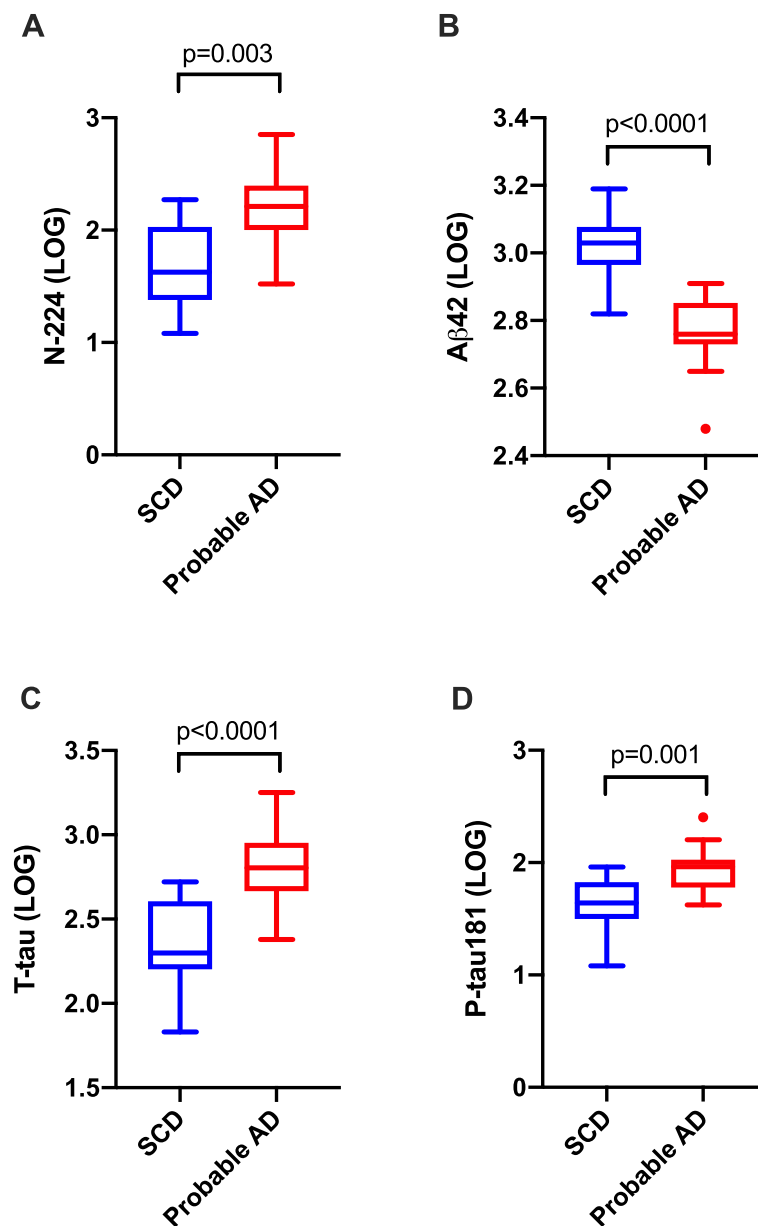 A
p=0.003
N-224 (LOG)
3
2
1
0
SCD
Probable AD
B
p<0.0001
Aβ42 (LOG)
3.4
3.2
3.0
2.8
2.6
2.4
SCD
Probable AD
C
p<0.0001
T-tau (LOG)
3.5
3.0
2.5
2.0
1.5
SCD
Probable AD
D
p=0.001
P-tau181 (LOG)
3
2
1
0
SCD
Probable AD